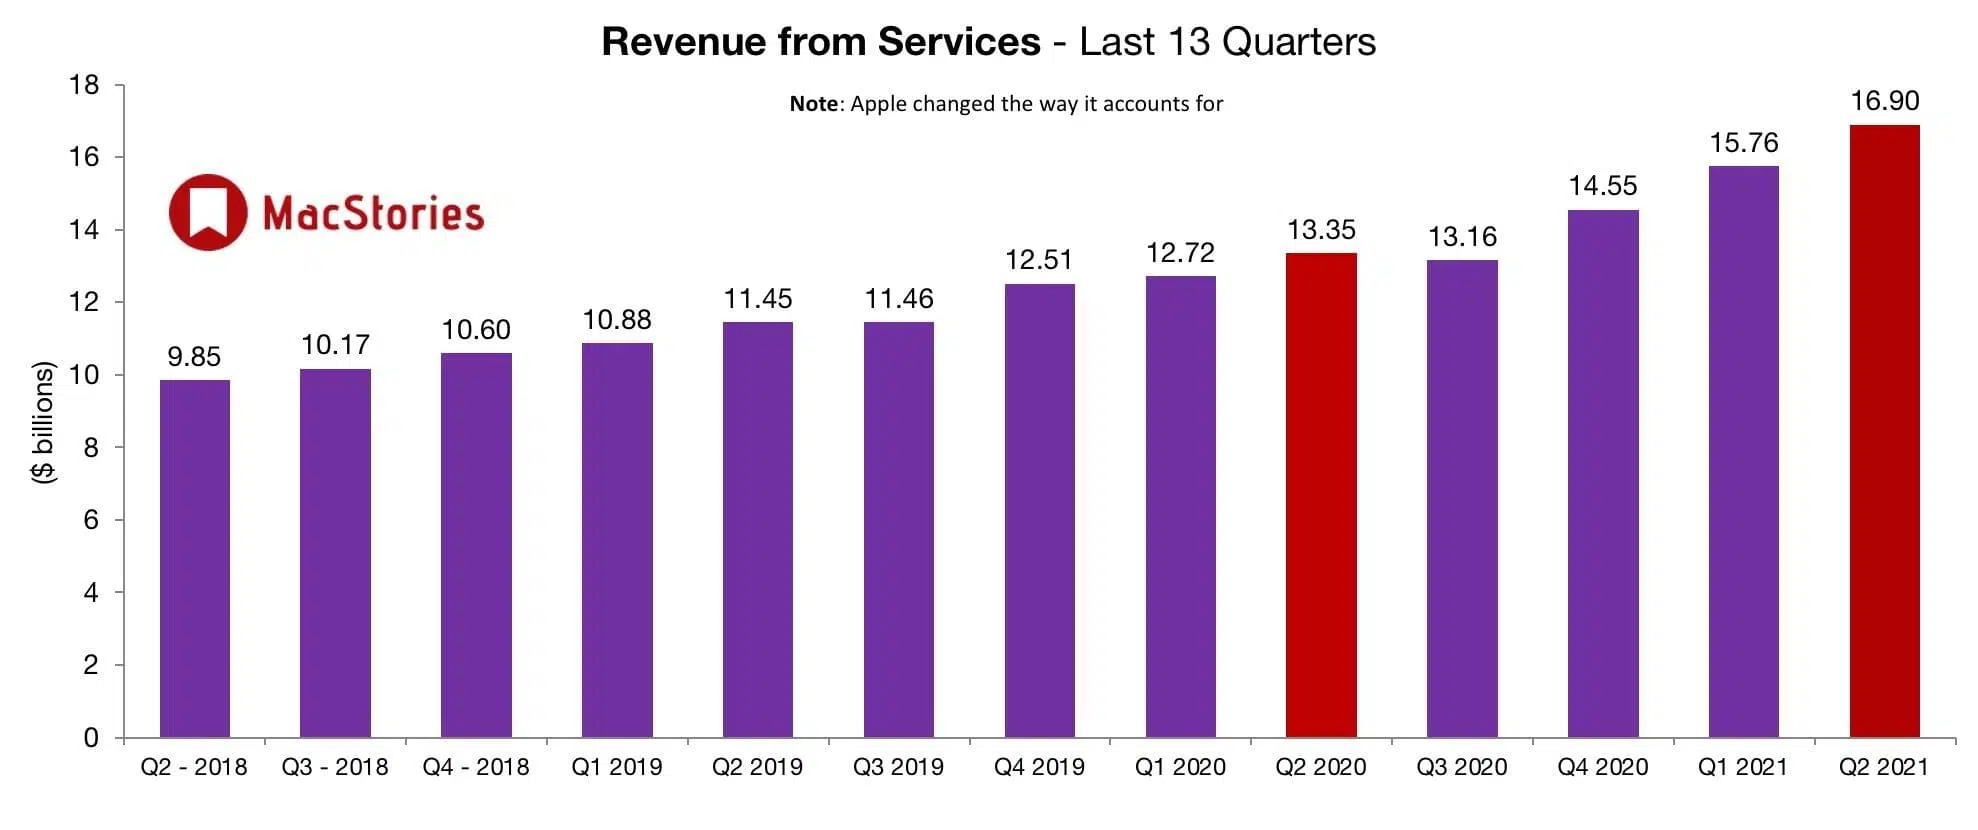 Revenue from Services - Last 13 Quarters
Note: Apple changed the way it accounts for
MacStories
($ billions)
18
16
14
12
10
8
6
4
2
0
9.85
10.17
10.60
10.88
11.45
11.46
12.51
12.72
13.35
13.16
14.55
15.76
16.90
Q2 - 2018
Q3 - 2018
Q4 - 2018
Q1 2019
Q2 2019
Q3 2019
Q4 2019
Q1 2020
Q2 2020
Q3 2020
Q4 2020
Q1 2021
Q2 2021